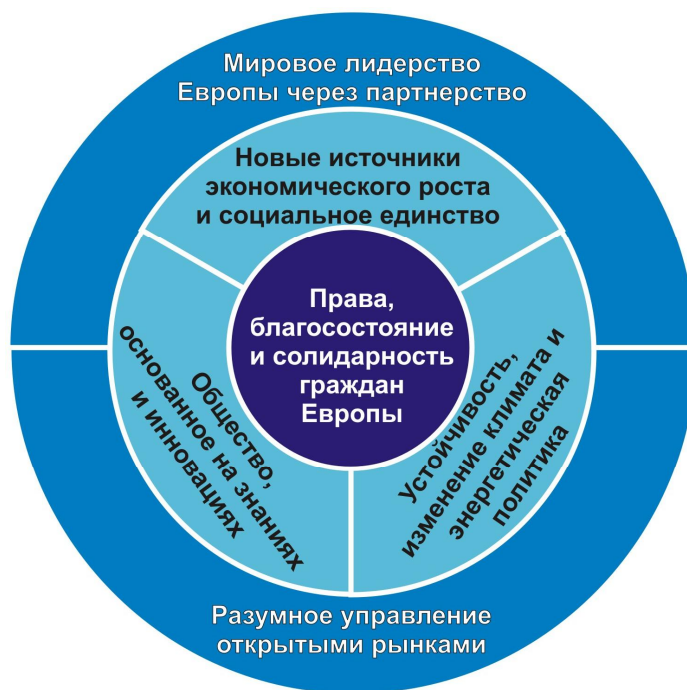 Мировое лидерство
Европы через партнерство
Новые источники
экономического роста
и социальное единство
Права,
благосостояние
и солидарность
граждан
Европы
Общество,
основанное на знаниях
и инновациях
Устойчивость,
изменение климата и
энергетическая
политика
Разумное управление
открытыми рынками